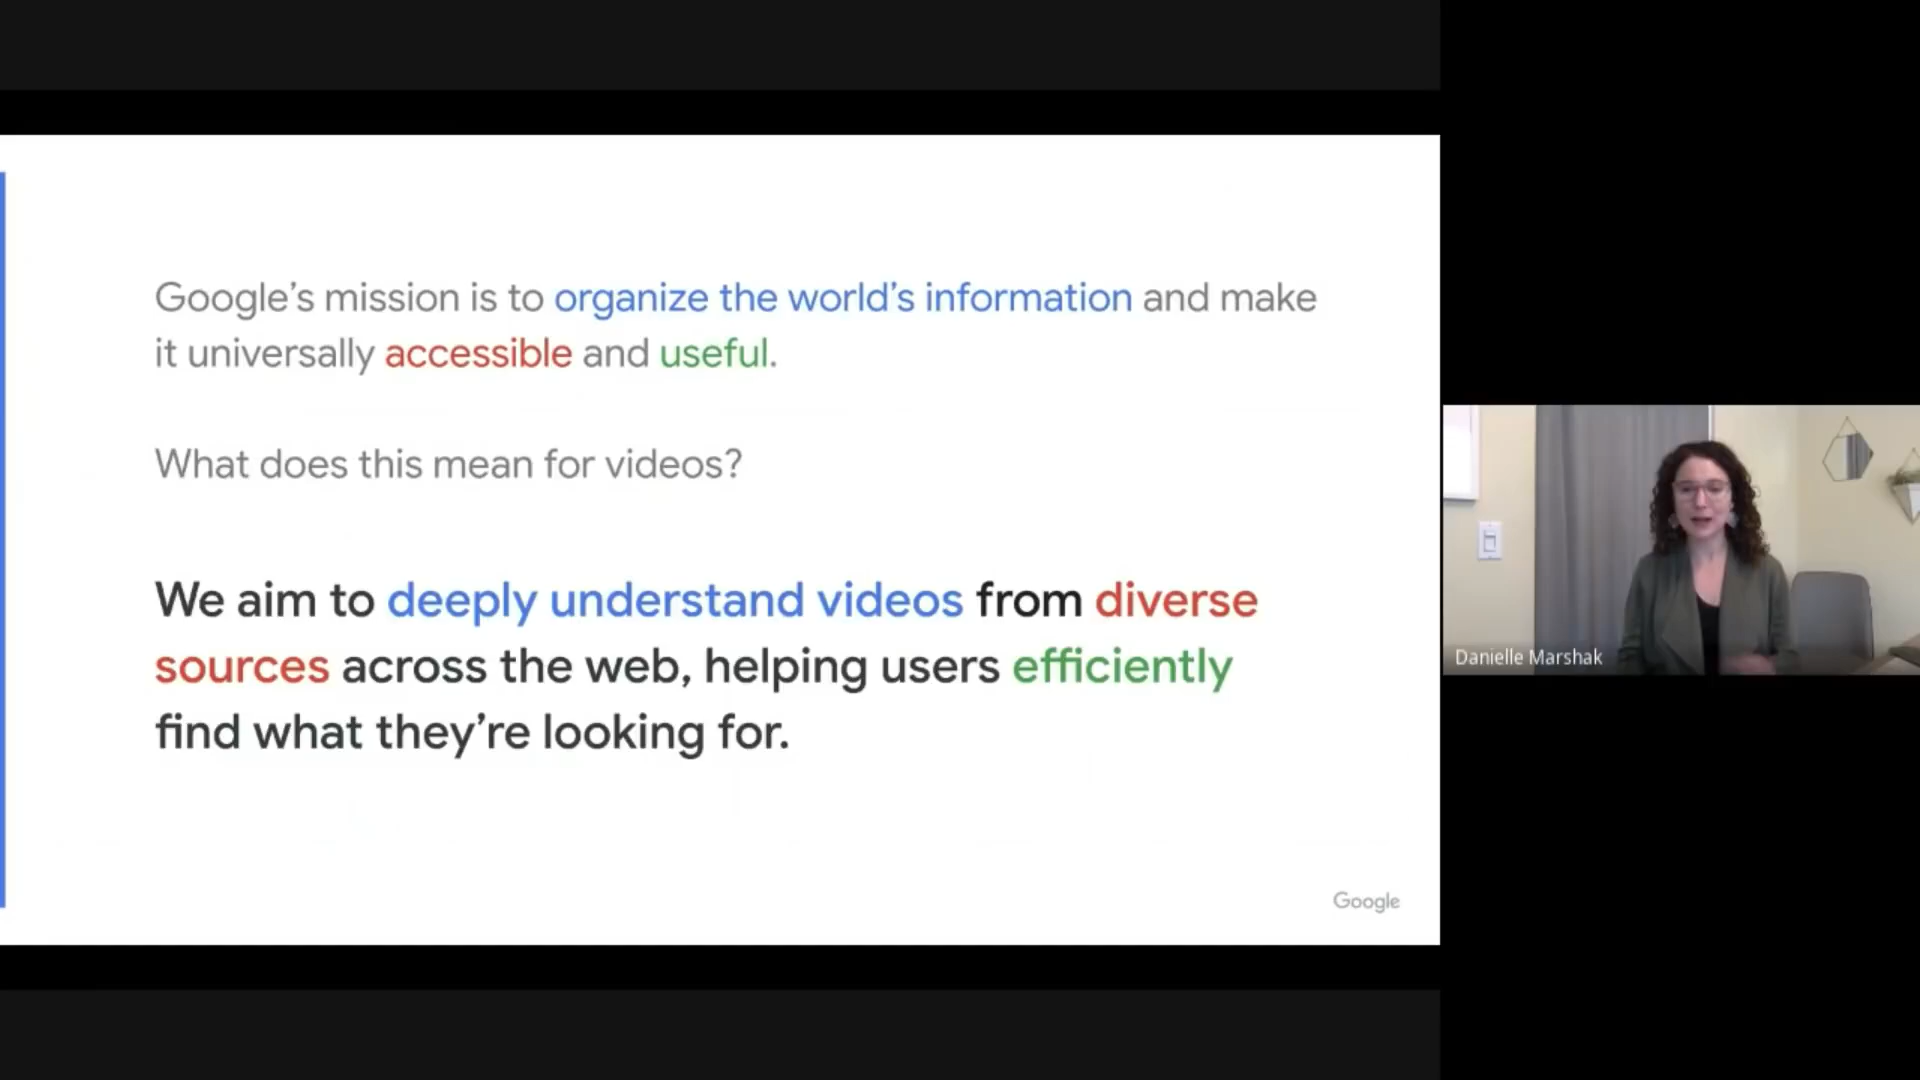 Google’s mission is to organize the world’s information and make
it universally accessible and useful.
What does this mean for videos?
We aim to deeply understand videos from diverse
sources across the web, helping users efficiently
find what they’re looking for.
Google
Danielle Marshak